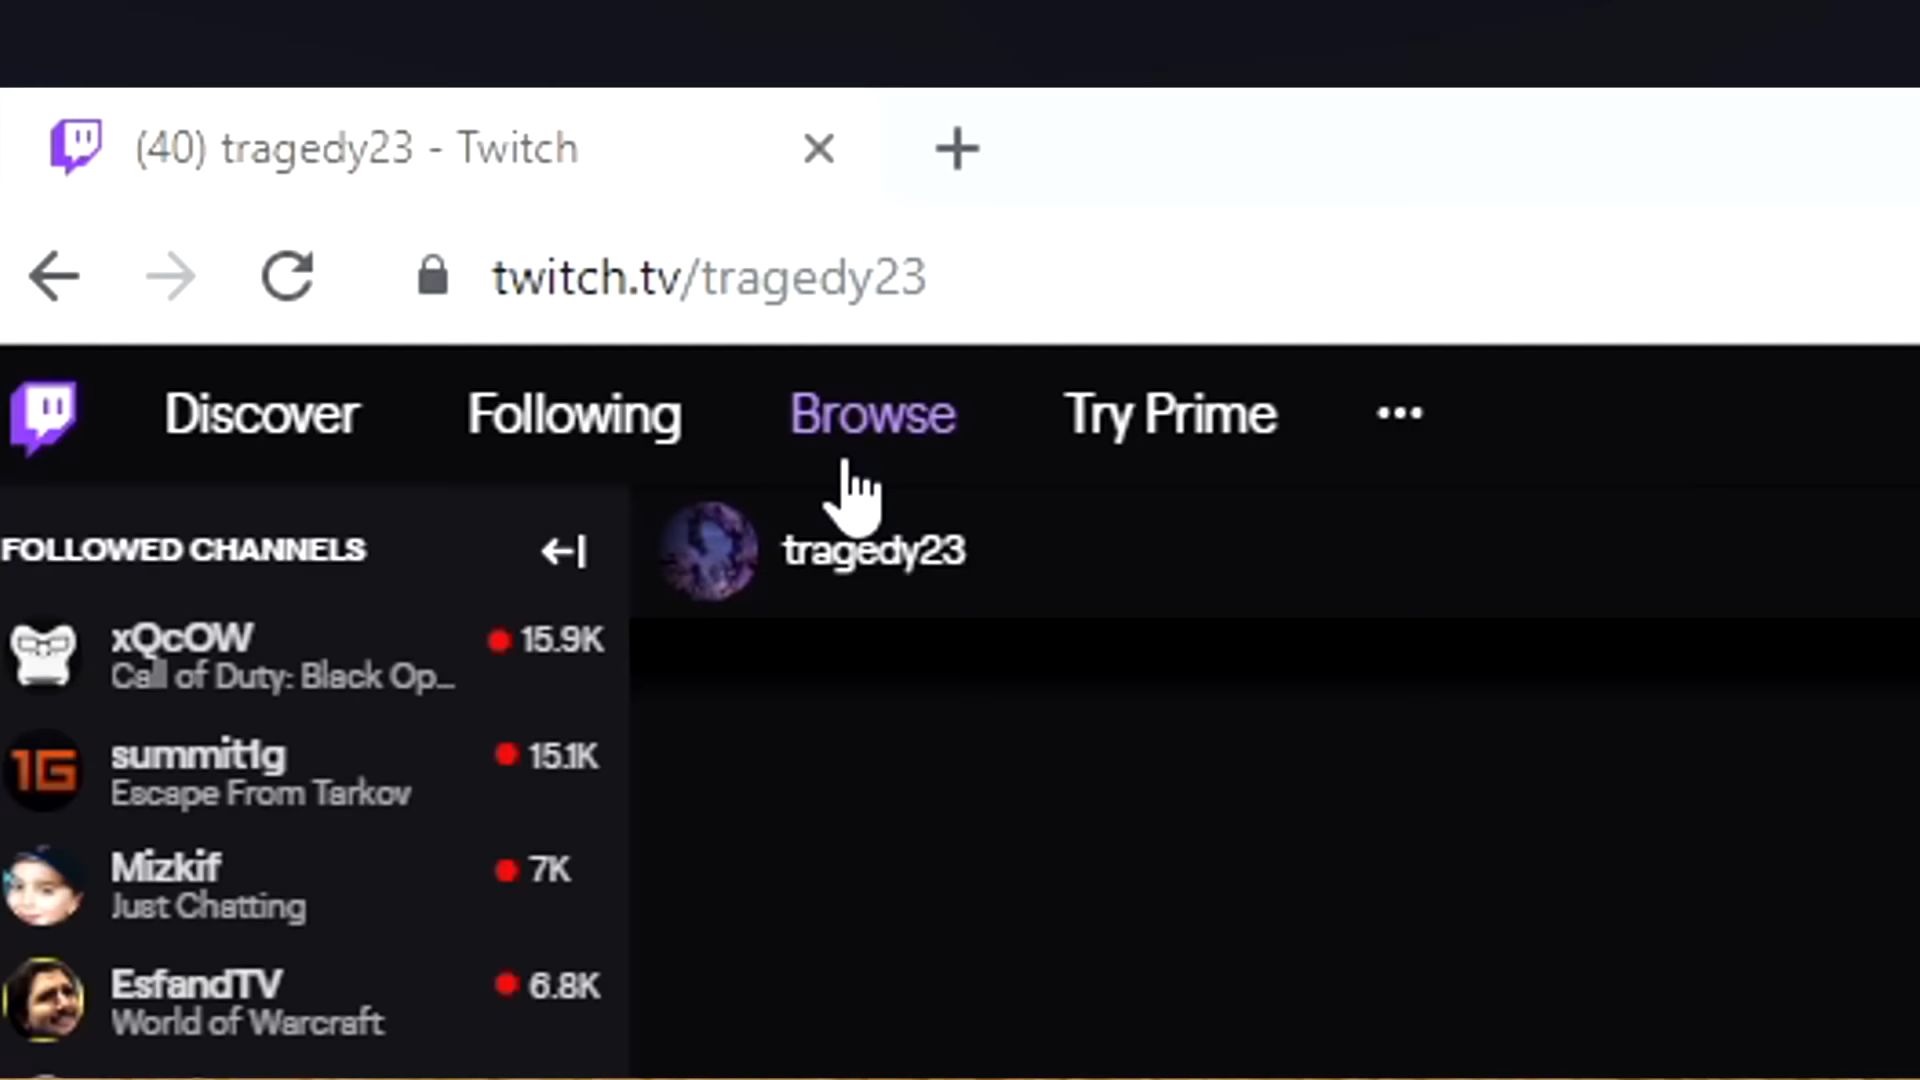 (40) tragedy23 - Twitch
twitch.tv/tragedy23
Discover Following Browse Try Prime
FOLLOWED CHANNELS
tragedy23
xQcOW 15.9K
Call of Duty: Black Op...
1G
summit1g 15.1K
Escape From Tarkov
Mizkif 7K
Just Chatting
EsfandTV 6.8K
World of Warcraft